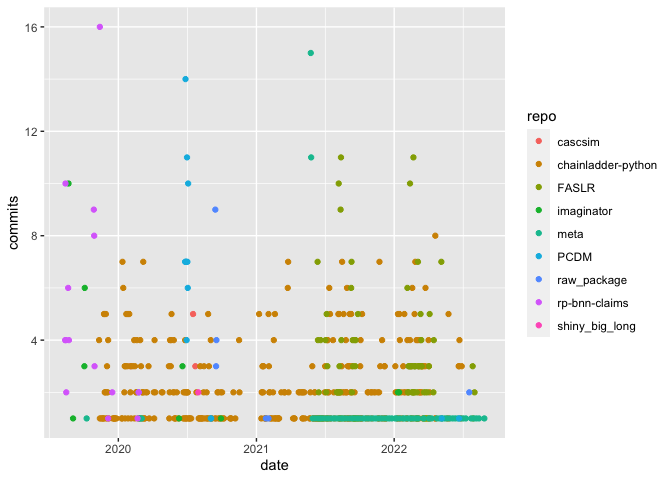 16
12
8
4
commits
2020
2021
2022
date
repo
cascsim
chainladder-python
FASLR
imaginator
meta
PCDM
raw_package
rp-bnn-claims
shiny_big_long